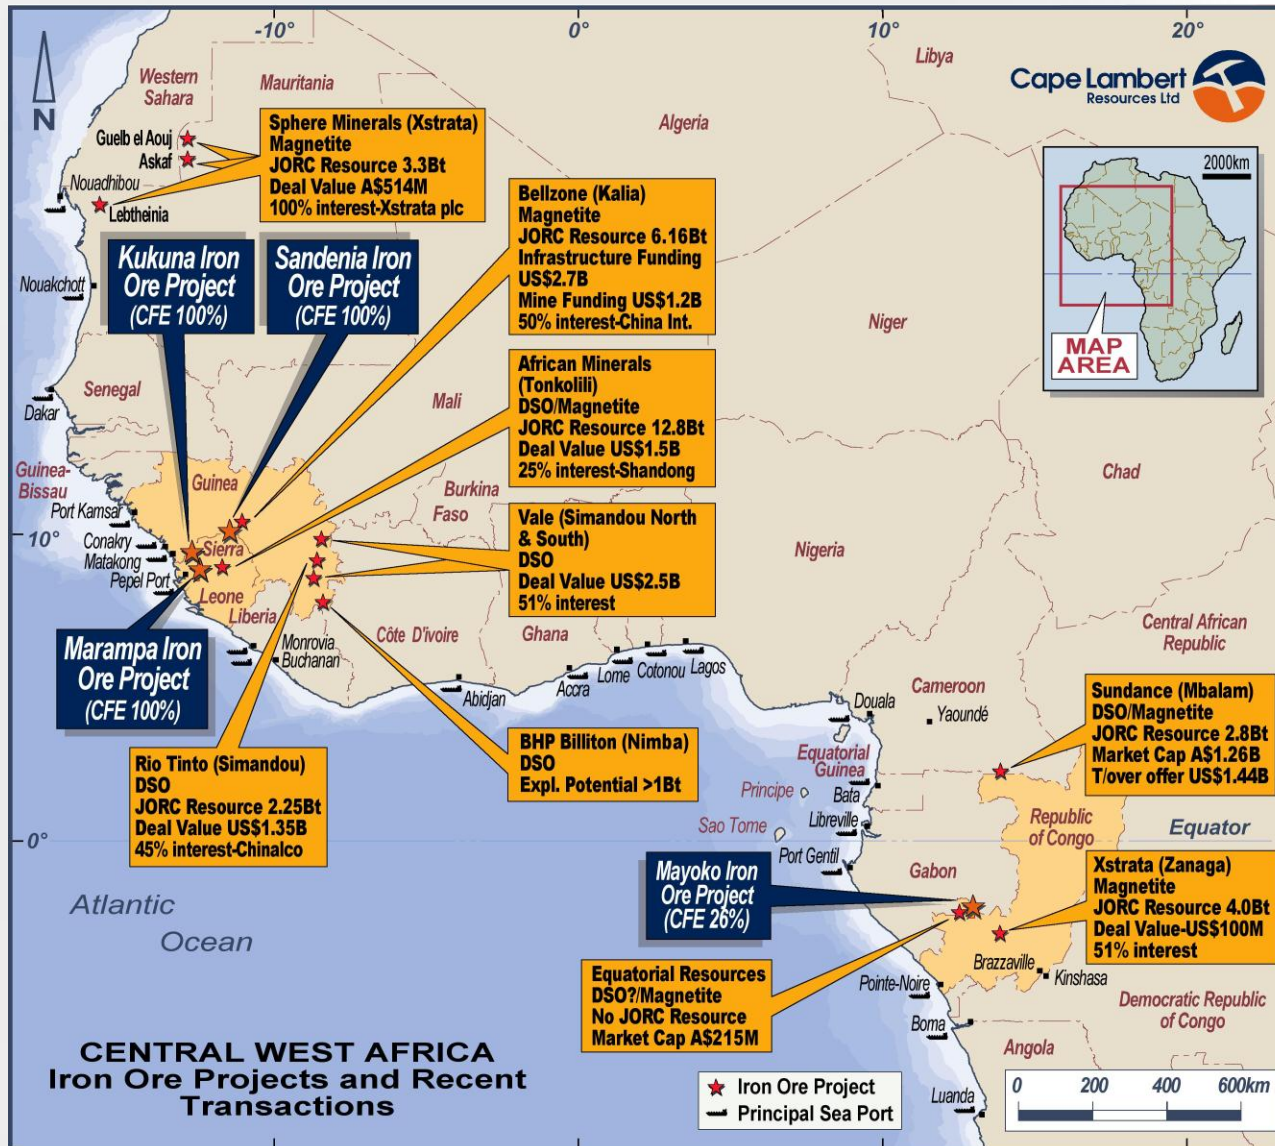 -10°
0°
10°
20°
N
Western
Sahara
Mauritania
Algeria
Libya
Cape Lambert
Resources Ltd
2000km
MAP
AREA
Guelb el Aouj
Askaf
Nouadhibou
Lebtheinia
Sphere Minerals (Xstrata)
Magnetite
JORC Resource 3.3Bt
Deal Value A$514M
100% interest-Xstrata plc
Bellzone (Kalia)
Magnetite
JORC Resource 6.16Bt
Infrastructure Funding
US$2.7B
Mine Funding US$1.2B
50% interest-China Int.
Kukuna Iron
Ore Project
(CFE 100%)
Sandenia Iron
Ore Project
(CFE 100%)
Nouakchott
Niger
African Minerals
(Tonkolili)
DSO/Magnetite
JORC Resource 12.8Bt
Deal Value US$1.5B
25% interest-Shandong
Senegal
Dakar
Mali
Chad
Guinea-
Bissau
Guinea
Burkina
Faso
Port Kamsar
10°
Conakry
Matakong
Pepel Port
Sierra
Leone
Liberia
Vale (Simandou North
& South)
DSO
Deal Value US$2.5B
51% interest
Nigeria
Côte D'ivoire
Ghana
Central African
Republic
Marampa Iron
Ore Project
(CFE 100%)
Monrovia
Buchanan
Abidjan
Accra
Lome
Cotonou
Lagos
Cameroon
Douala
Yaoundé
Sundance (Mbalam)
DSO/Magnetite
JORC Resource 2.8Bt
Market Cap A$1.26B
T/over offer US$1.44B
Rio Tinto (Simandou)
DSO
JORC Resource 2.25Bt
Deal Value US$1.35B
45% interest-Chinalco
BHP Billiton (Nimba)
DSO
Expl. Potential >1Bt
Equatorial
Guinea
Bata
Principe
Sao Tome
Libreville
Republic
of Congo
Equator
0°
Port Gentil
Gabon
Mayoko Iron
Ore Project
(CFE 26%)
Xstrata (Zanaga)
Magnetite
JORC Resource 4.0Bt
Deal Value-US$100M
51% interest
Atlantic
Ocean
Equatorial Resources
DSO?/Magnetite
No JORC Resource
Market Cap A$215M
Brazzaville
Kinshasa
Pointe-Noire
Boma
Democratic Republic
of Congo
Angola
Luanda
CENTRAL WEST AFRICA
Iron Ore Projects and Recent
Transactions
Iron Ore Project
Principal Sea Port
0
200
400
600km